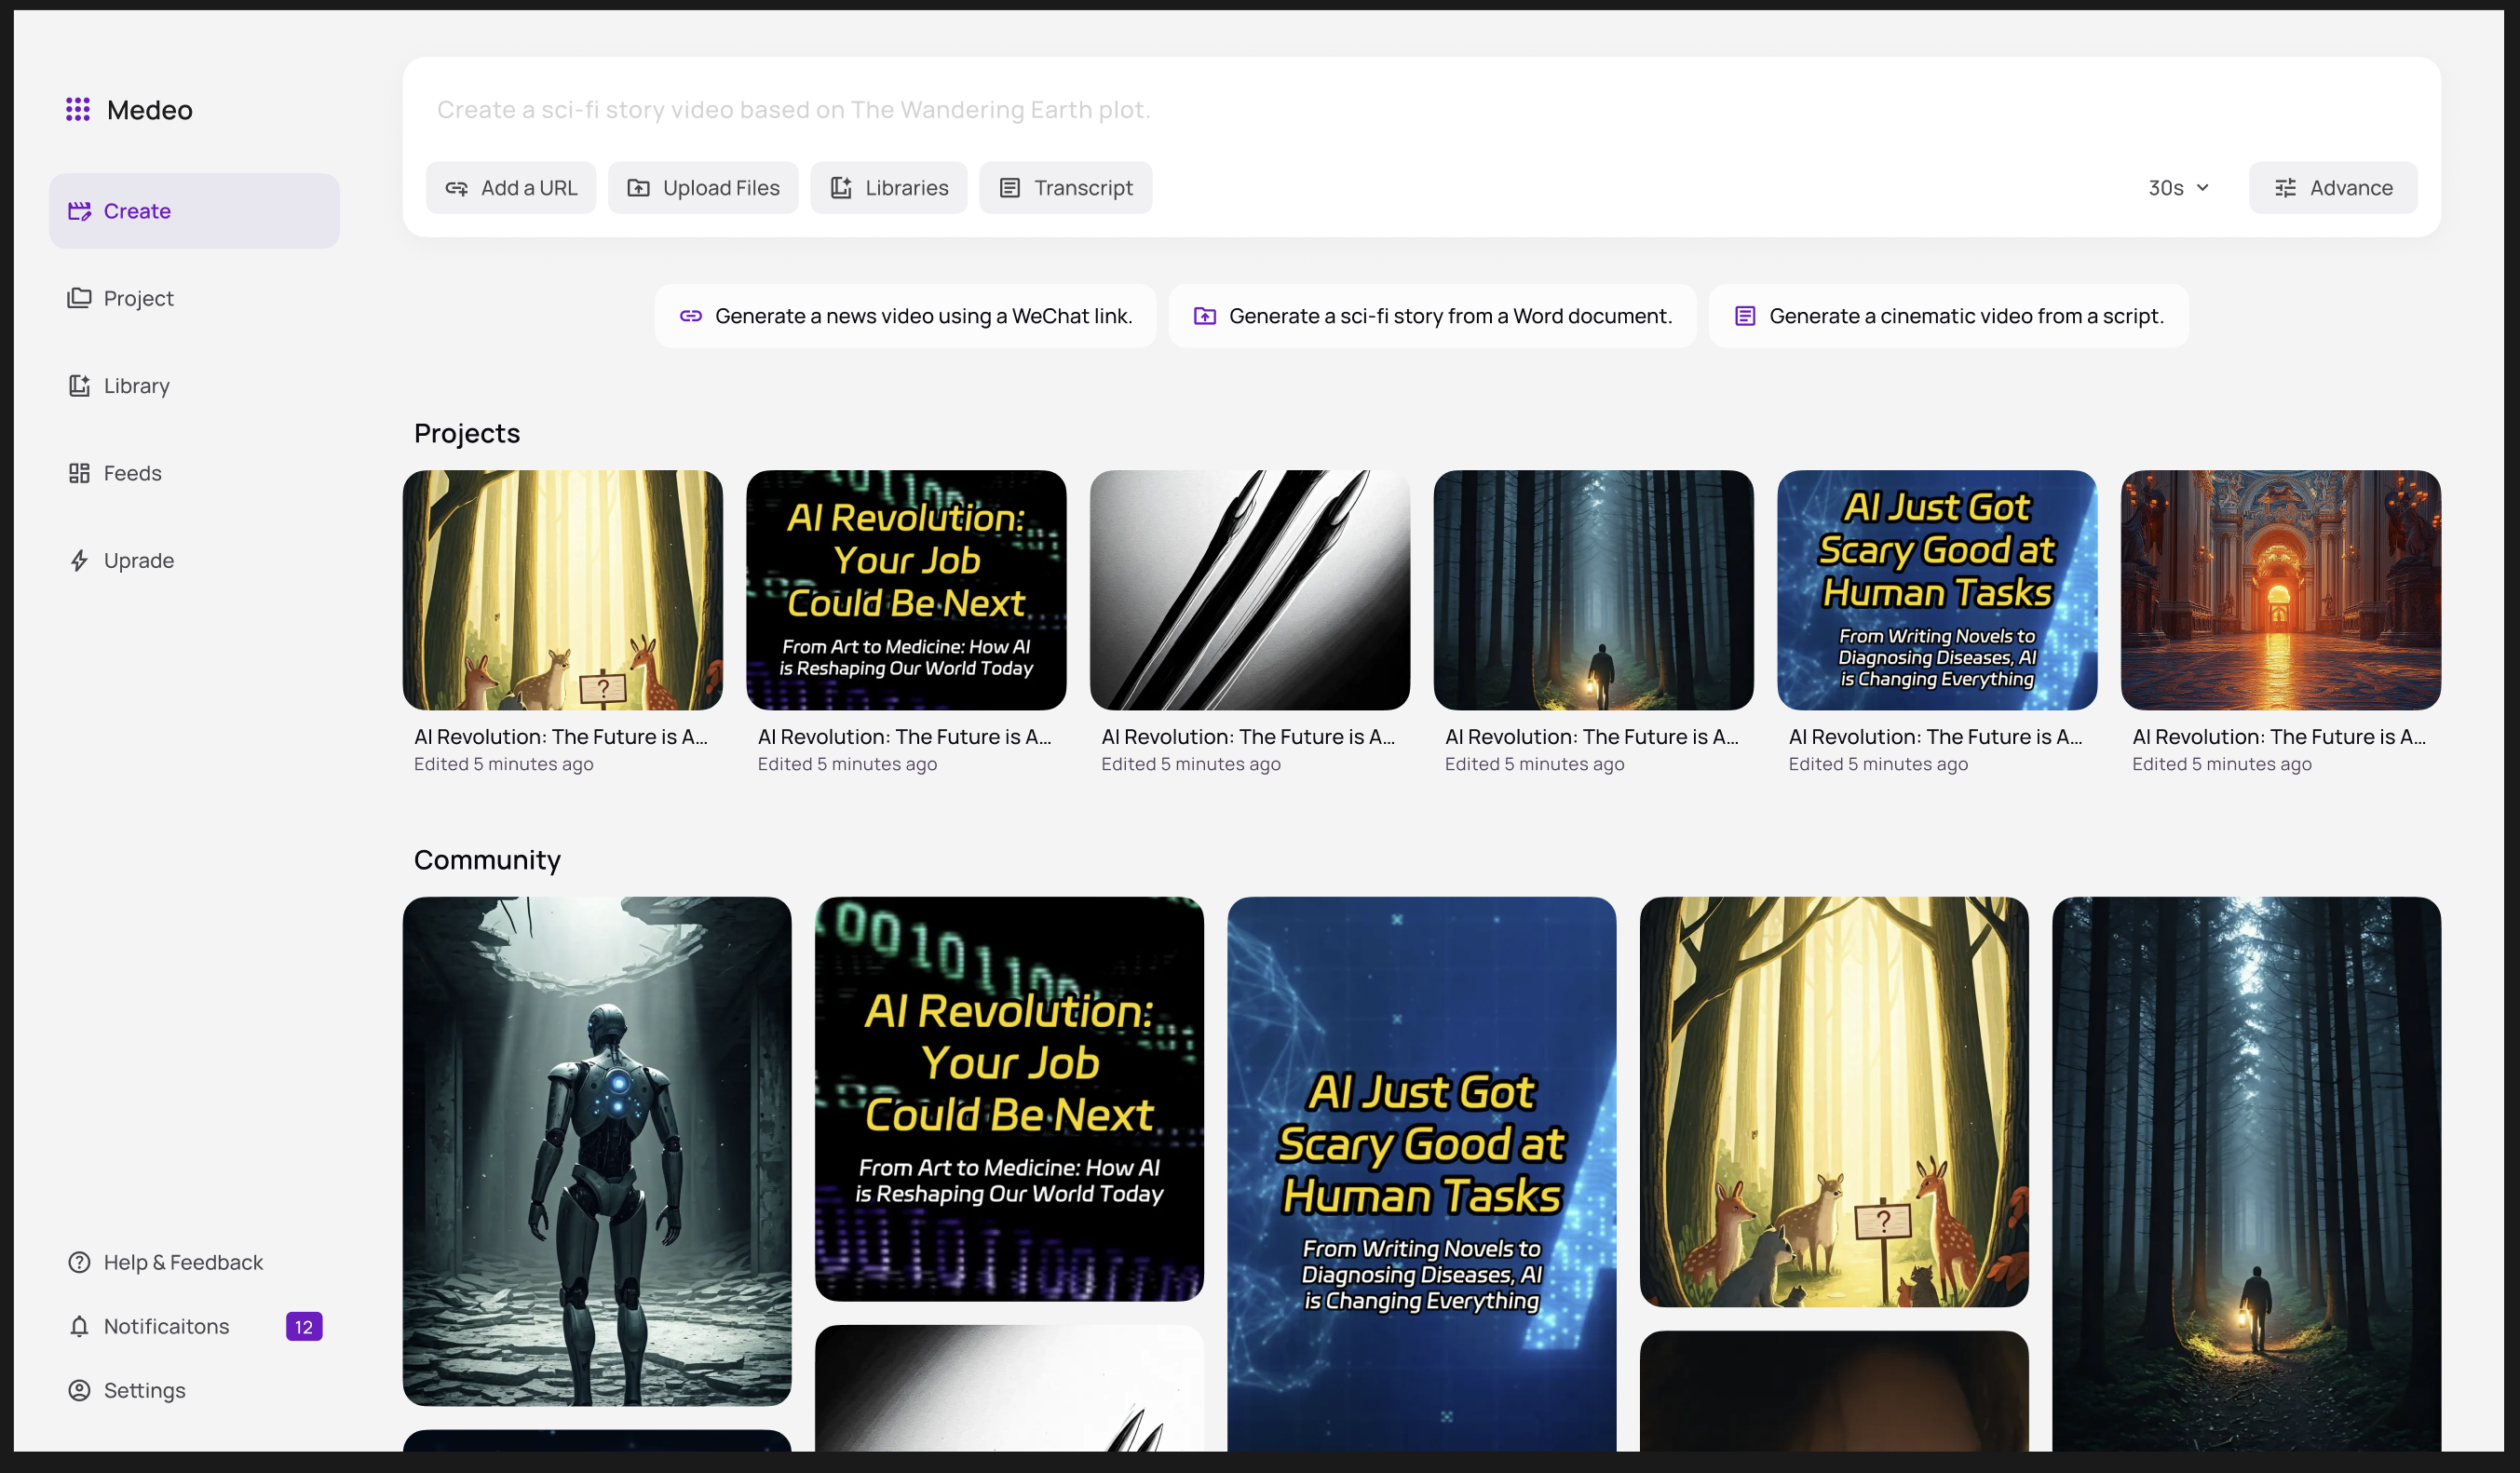 Medeo
Create
Project
Library
Feeds
Uprade
Help & Feedback
Notificaitons 12
Settings
Create a sci-fi story video based on The Wandering Earth plot.
Add a URL
Upload Files
Libraries
Transcript
30s
Advance
Generate a news video using a WeChat link.
Generate a sci-fi story from a Word document.
Generate a cinematic video from a script.
Projects
?
AI Revolution: The Future is A...
Edited 5 minutes ago
AI Revolution:
Your Job
Could Be Next
From Art to Medicine: How AI
is Reshaping Our World Today
AI Revolution: The Future is A...
Edited 5 minutes ago
AI Revolution: The Future is A...
Edited 5 minutes ago
AI Revolution: The Future is A...
Edited 5 minutes ago
AI Just Got
Scary Good at
Human Tasks
From Writing Novels to
Diagnosing Diseases, AI
is Changing Everything
AI Revolution: The Future is A...
Edited 5 minutes ago
AI Revolution: The Future is A...
Edited 5 minutes ago
Community
AI Revolution:
Your Job
Could Be Next
From Art to Medicine: How AI
is Reshaping Our World Today
AI Just Got
Scary Good at
Human Tasks
From Writing Novels to
Diagnosing Diseases, AI
is Changing Everything
?